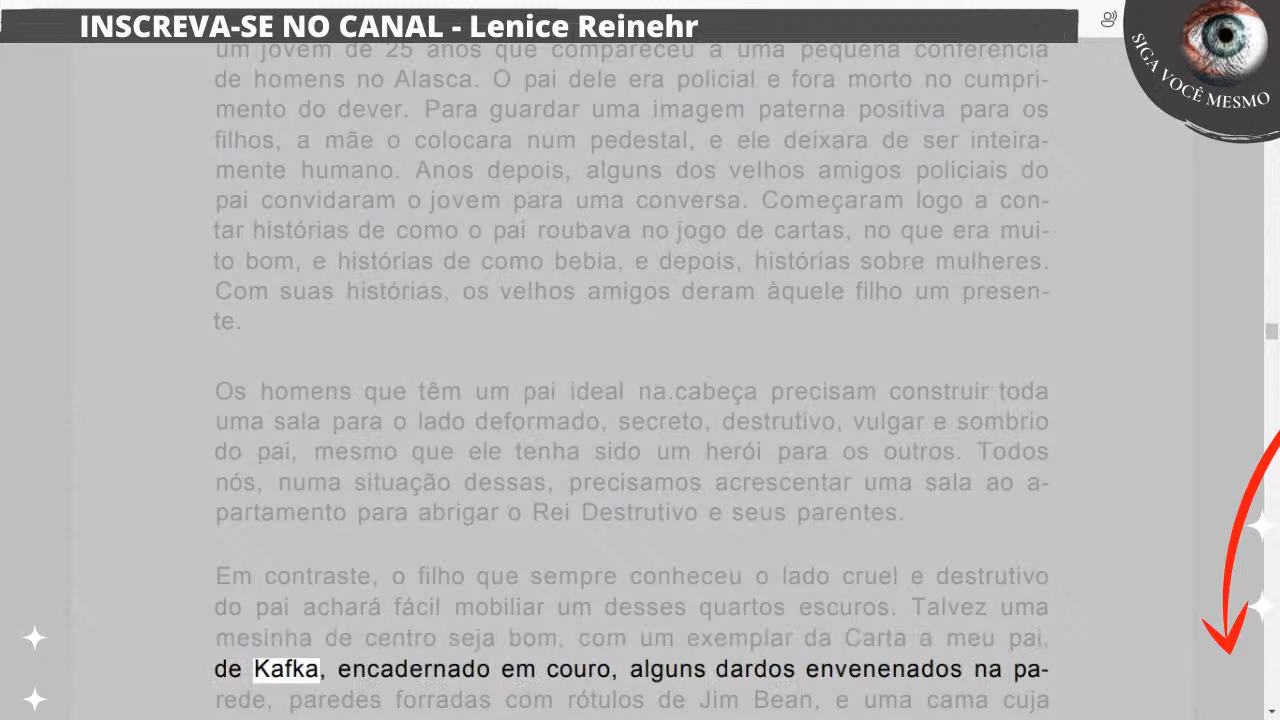 INSCREVA-SE NO CANAL - Lenice Reinehr
SIGA VOCÊ MESMO
um jovem de 25 anos que compareceu a uma pequena conferência
de homens no Alasca. O pai dele era policial e fora morto no cumpri-
mento do dever. Para guardar uma imagem paterna positiva para os
filhos, a mãe o colocara num pedestal, e ele deixara de ser inteira-
mente humano. Anos depois, alguns dos velhos amigos policiais do
pai convidaram o jovem para uma conversa. Começaram logo a con-
tar histórias de como o pai roubava no jogo de cartas, no que era mui-
to bom, e histórias de como bebia, e depois, histórias sobre mulheres.
Com suas histórias, os velhos amigos deram àquele filho um presen-
te.
Os homens que têm um pai ideal na.cabeça precisam construir toda
uma sala para o lado deformado, secreto, destrutivo, vulgar e sombrio
do pai, mesmo que ele tenha sido um herói para os outros. Todos
nós, numa situação dessas, precisamos acrescentar uma sala ao a-
partamento para abrigar o Rei Destrutivo e seus parentes.
Em contraste, o filho que sempre conheceu o lado cruel e destrutivo
do pai achará fácil mobiliar um desses quartos escuros. Talvez uma
mesinha de centro seja bom, com um exemplar da Carta a meu pai,
de Kafka, encadernado em couro, alguns dardos envenenados na pa-
rede, paredes forradas com rótulos de Jim Bean, e uma cama cuja